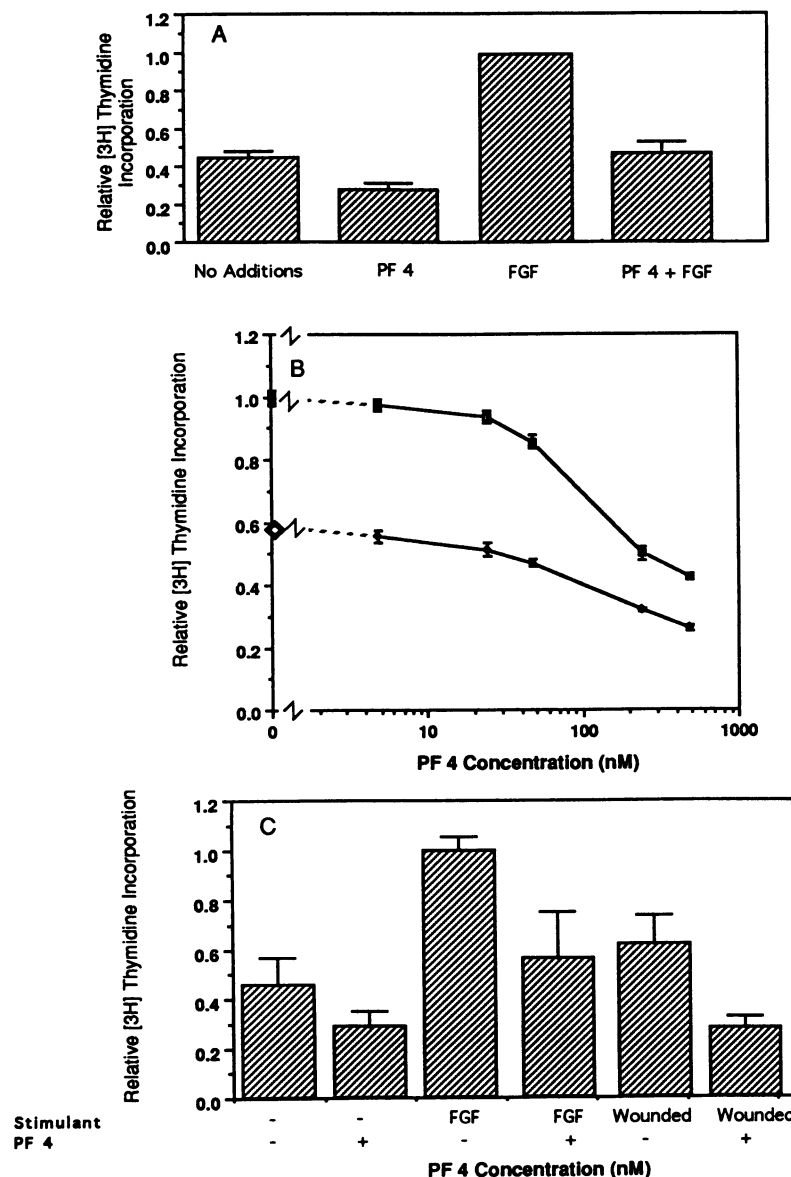 A
Relative [3H] Thymidine
Incorporation
1.2
1.0
0.8
0.6
0.4
0.2
0.0
No Additions PF 4 FGF PF 4 + FGF
B
Relative [3H] Thymidine Incorporation
1.2
1.0
0.8
0.6
0.4
0.2
0.0
0 10 100 1000
PF 4 Concentration (nM)
C
Relative [3H] Thymidine Incorporation
1.2
1.0
0.8
0.6
0.4
0.2
0.0
Stimulant - - FGF FGF Wounded Wounded
PF 4 - + - + - +
PF 4 Concentration (nM)